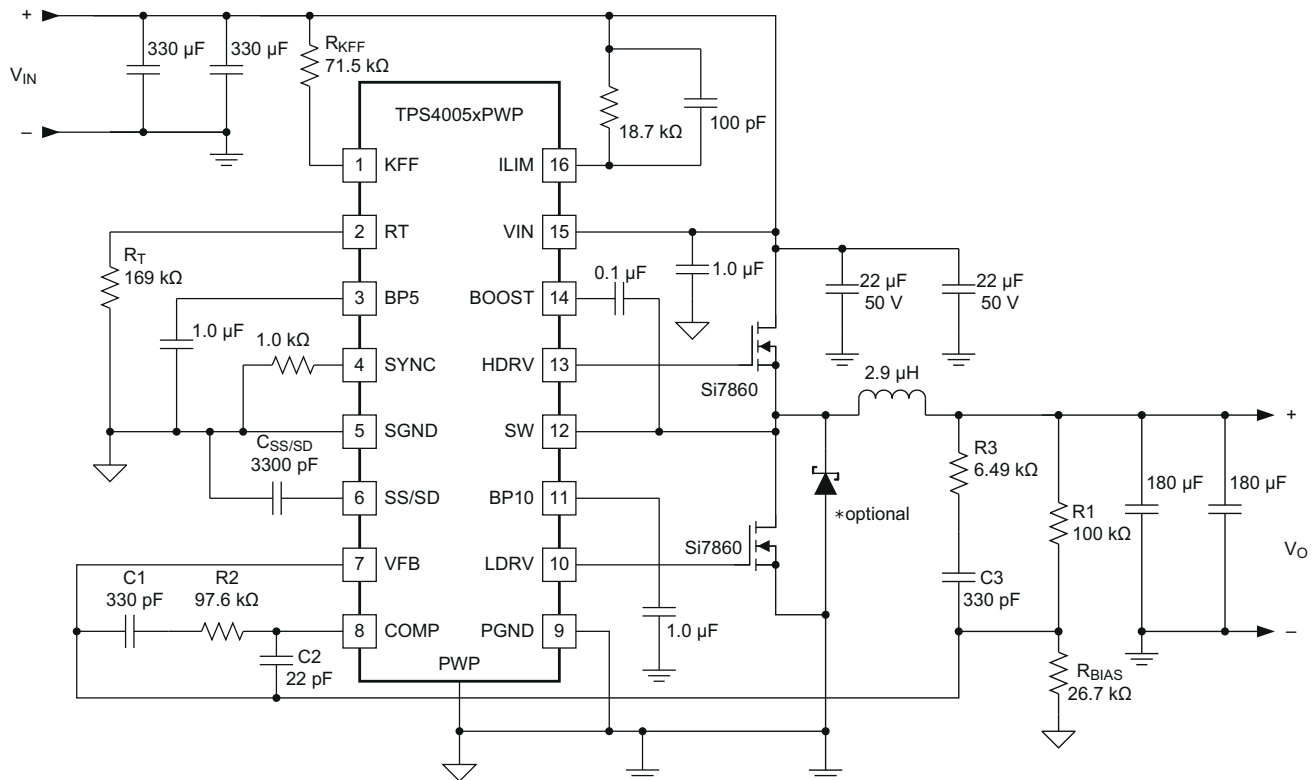 +
V_IN
–
330 µF
330 µF
R_KFF
71.5 kΩ
TPS4005xPWP
18.7 kΩ
100 pF
1 KFF
ILIM 16
2 RT
VIN 15
R_T
169 kΩ
1.0 µF
22 µF
50 V
22 µF
50 V
0.1 µF
3 BP5
BOOST 14
1.0 µF
1.0 kΩ
4 SYNC
HDRV 13
Si7860
2.9 µH
5 SGND
SW 12
C_SS/SD
3300 pF
6 SS/SD
BP10 11
*optional
R3
6.49 kΩ
R1
100 kΩ
180 µF
180 µF
+
V_O
–
Si7860
7 VFB
LDRV 10
C1
330 pF
R2
97.6 kΩ
C3
330 pF
8 COMP
PGND 9
1.0 µF
C2
22 pF
PWP
R_BIAS
26.7 kΩ